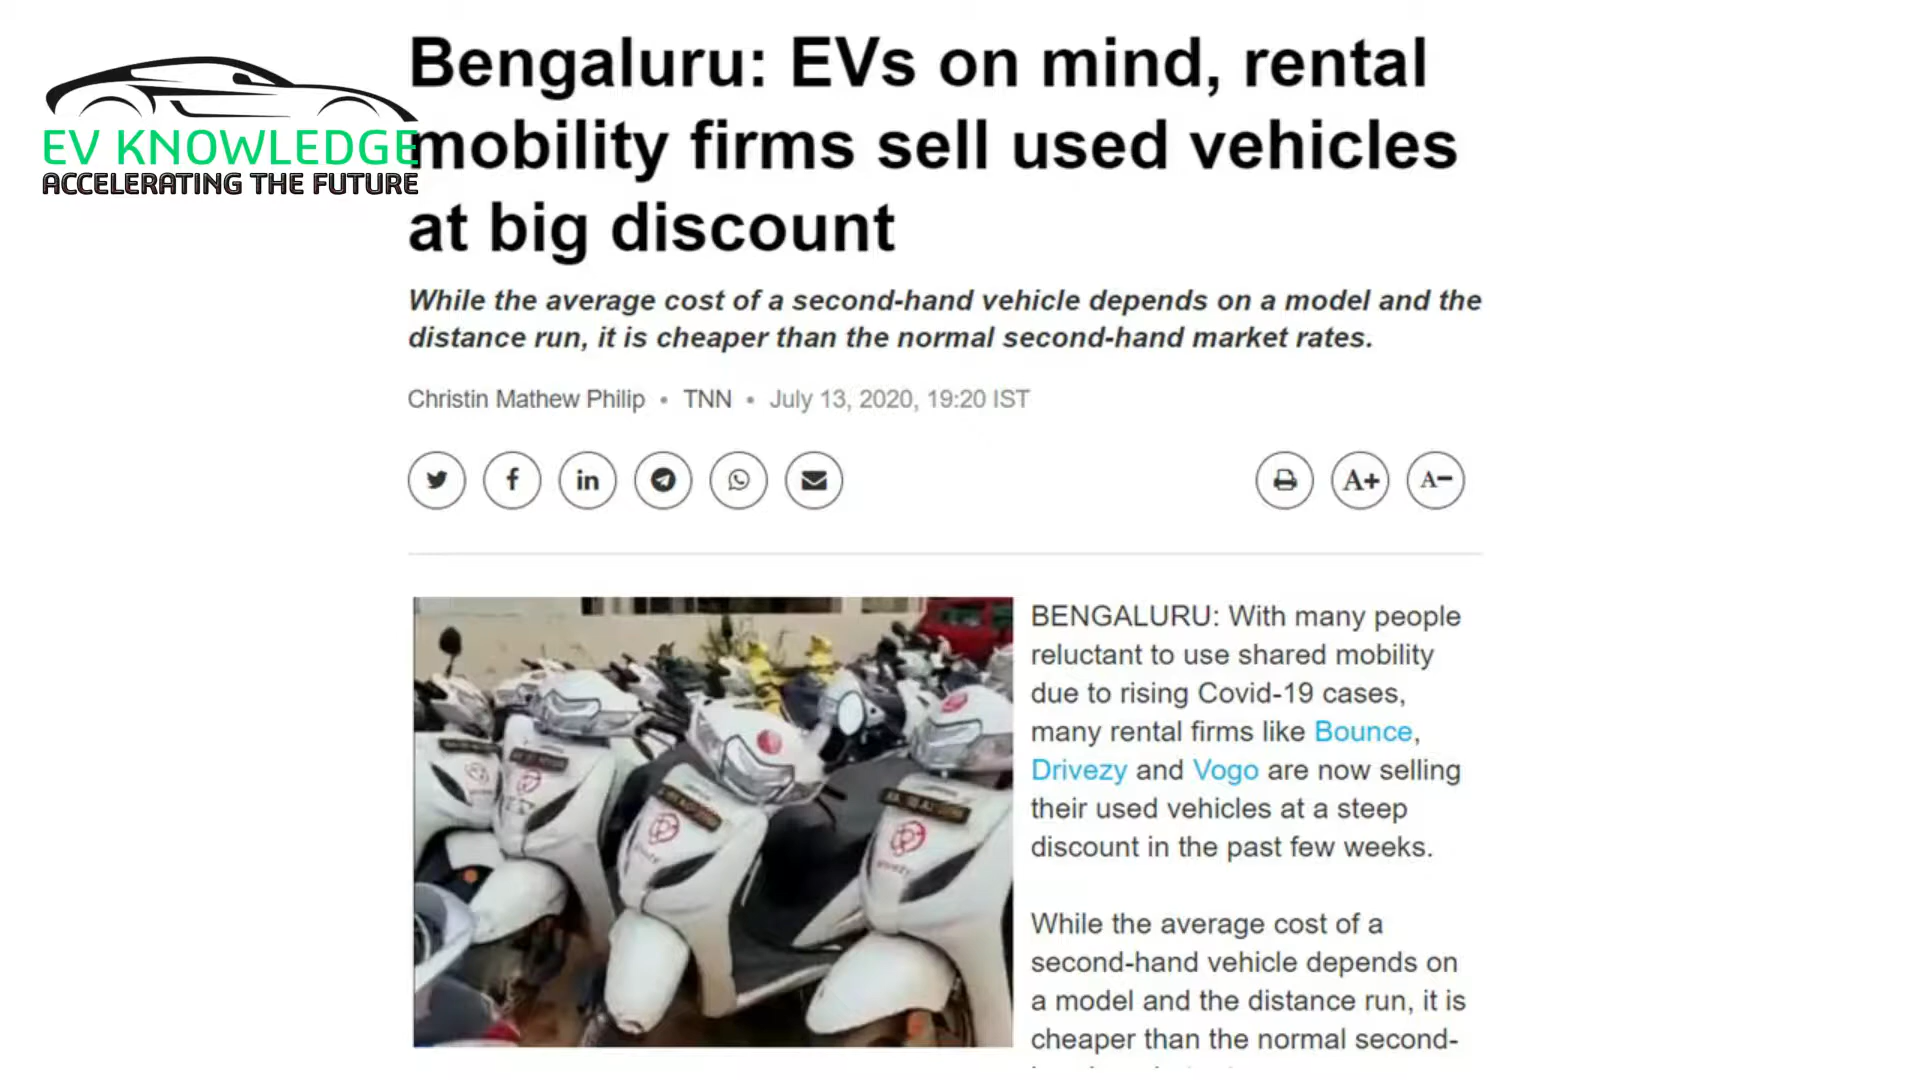 Bengaluru: EVs on mind, rental
mobility firms sell used vehicles
at big discount
EV KNOWLEDGE
ACCELERATING THE FUTURE
While the average cost of a second-hand vehicle depends on a model and the
distance run, it is cheaper than the normal second-hand market rates.
Christin Mathew Philip • TNN • July 13, 2020, 19:20 IST
A+
A-
BENGALURU: With many people
reluctant to use shared mobility
due to rising Covid-19 cases,
many rental firms like Bounce,
Drivezy and Vogo are now selling
their used vehicles at a steep
discount in the past few weeks.
While the average cost of a
second-hand vehicle depends on
a model and the distance run, it is
cheaper than the normal second-